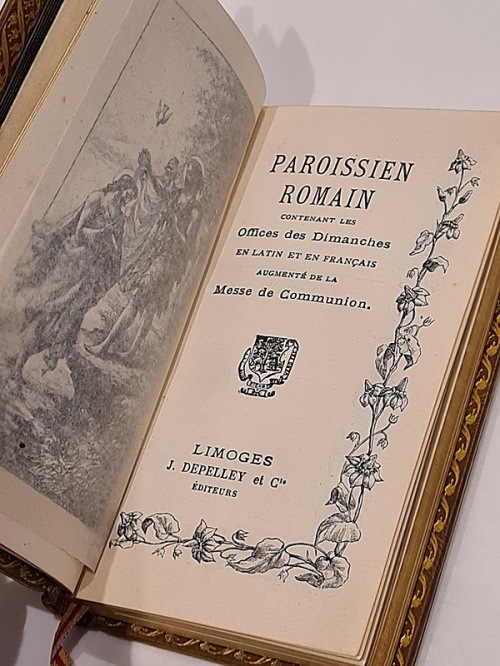 PAROISSIEN
ROMAIN
CONTENANT LES
Offices des Dimanches
EN LATIN ET EN FRANÇAIS
AUGMENTÉ DE LA
Messe de Communion.
LIMOGES
J. DEPELLEY et Cie
ÉDITEURS